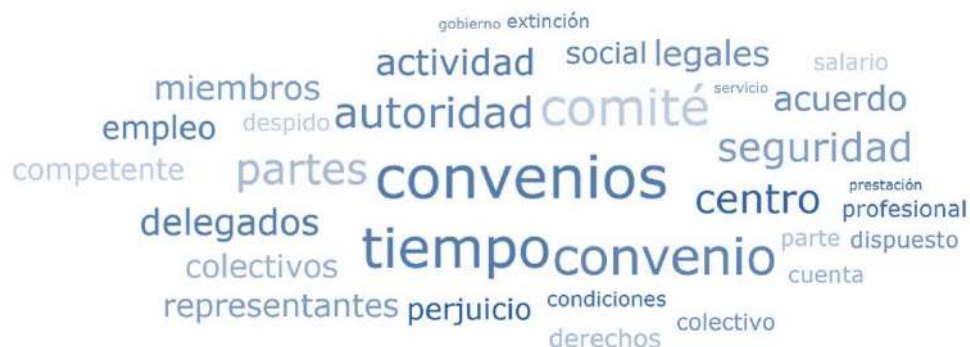 gobierno extinción
actividad social legales salario
miembros autoridad comité servicio acuerdo
empleo despido
competente partes convenios seguridad
delegados centro prestación
profesional
colectivos tiempo convenio parte dispuesto
cuenta
representantes perjuicio condiciones
derechos colectivo